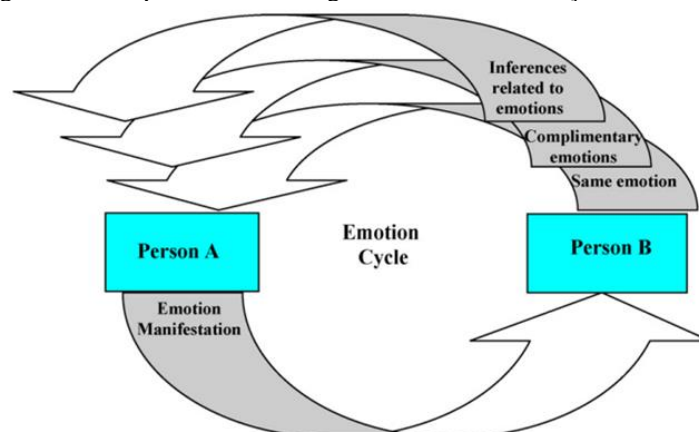 Inferences
related to
emotions
Complimentary
emotions
Same emotion
Emotion
Cycle
Person A
Person B
Emotion
Manifestation